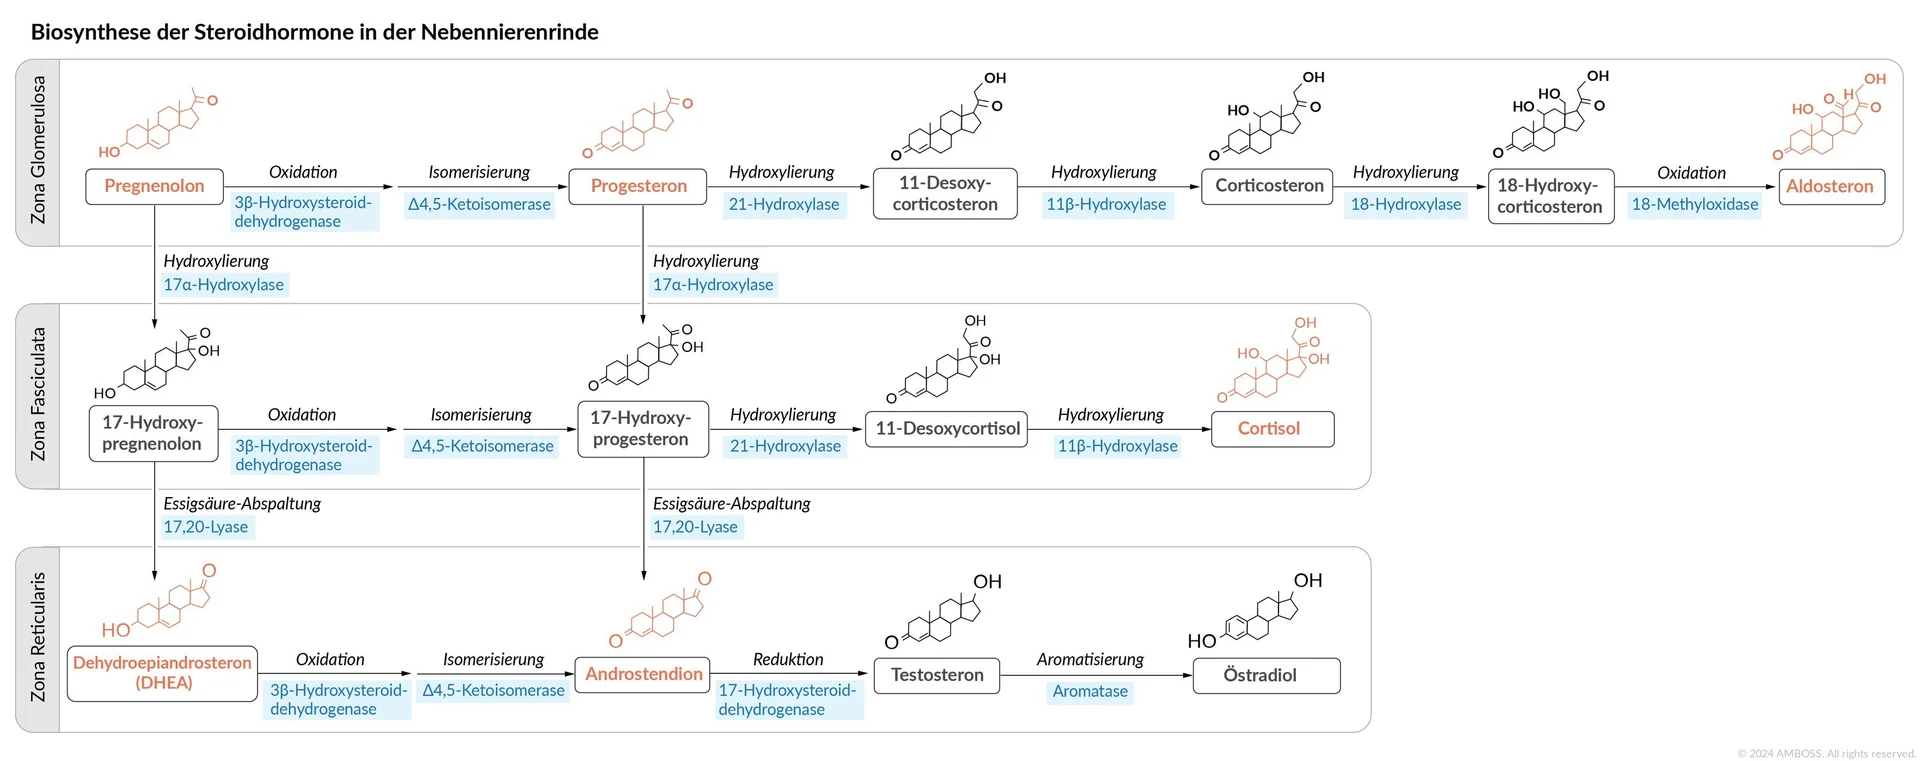 Biosynthese der Steroidhormone in der Nebennierenrinde
Zona Glomerulosa
O
HO
O
O
OH
O
O
OH
O
HO
O
OH
O
HO
HO
O
OH
O
H
O
HO
O
Pregnenolon
Oxidation
3β-Hydroxysteroid-
dehydrogenase
Isomerisierung
Δ4,5-Ketoisomerase
Progesteron
Hydroxylierung
21-Hydroxylase
11-Desoxy-
corticosteron
Hydroxylierung
11β-Hydroxylase
Corticosteron
Hydroxylierung
18-Hydroxylase
18-Hydroxy-
corticosteron
Oxidation
18-Methyloxidase
Aldosteron
Hydroxylierung
17α-Hydroxylase
Hydroxylierung
17α-Hydroxylase
Zona Fasciculata
O
OH
HO
O
OH
O
OH
O
OH
O
OH
O
OH
HO
O
17-Hydroxy-
pregnenolon
Oxidation
3β-Hydroxysteroid-
dehydrogenase
Isomerisierung
Δ4,5-Ketoisomerase
17-Hydroxy-
progesteron
Hydroxylierung
21-Hydroxylase
11-Desoxycortisol
Hydroxylierung
11β-Hydroxylase
Cortisol
Essigsäure-Abspaltung
17,20-Lyase
Essigsäure-Abspaltung
17,20-Lyase
Zona Reticularis
O
HO
O
O
OH
O
OH
HO
Dehydroepiandrosteron
(DHEA)
Oxidation
3β-Hydroxysteroid-
dehydrogenase
Isomerisierung
Δ4,5-Ketoisomerase
Androstendion
Reduktion
17-Hydroxysteroid-
dehydrogenase
Testosteron
Aromatisierung
Aromatase
Östradiol
© 2024 AMBOSS. All rights reserved.